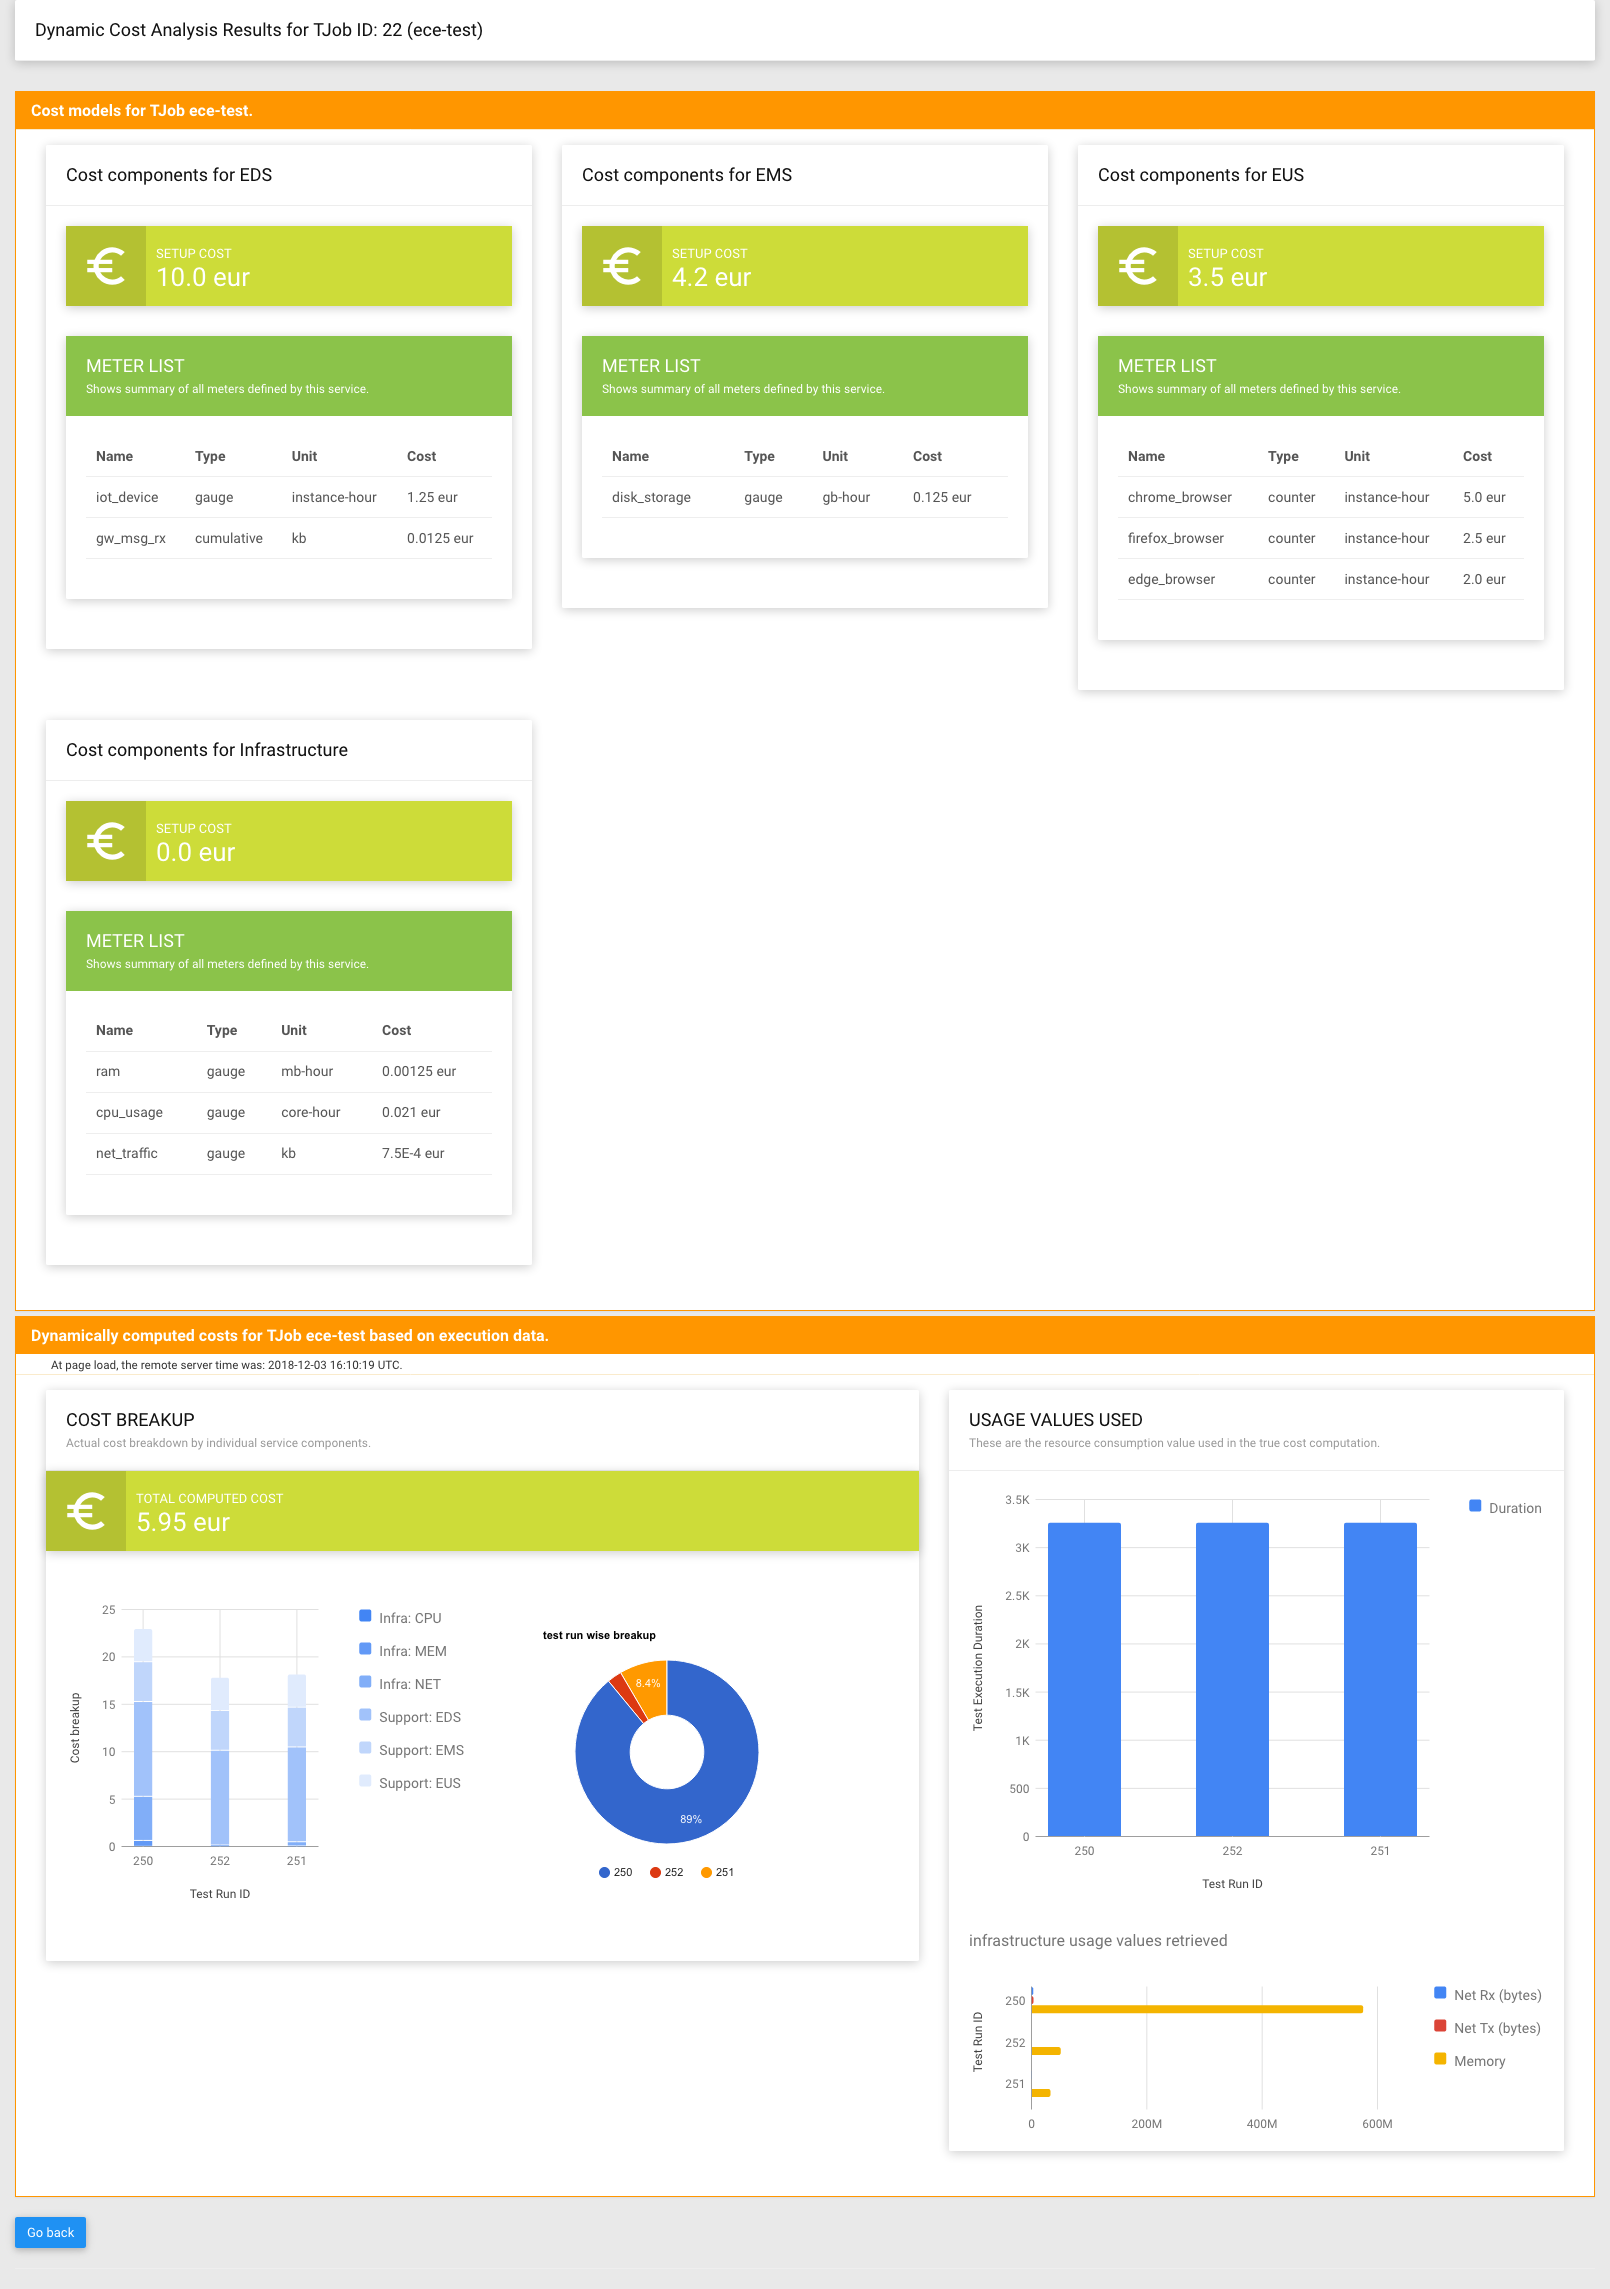 Dynamic Cost Analysis Results for TJob ID: 22 (ece-test)
Cost models for TJob ece-test.
Cost components for EDS
SETUP COST
10.0 eur
METER LIST
Shows summary of all meters defined by this service.
Name Type Unit Cost
iot_device gauge instance-hour 1.25 eur
gw_msg_rx cumulative kb 0.0125 eur
Cost components for EMS
SETUP COST
4.2 eur
METER LIST
Shows summary of all meters defined by this service.
Name Type Unit Cost
disk_storage gauge gb-hour 0.125 eur
Cost components for EUS
SETUP COST
3.5 eur
METER LIST
Shows summary of all meters defined by this service.
Name Type Unit Cost
chrome_browser counter instance-hour 5.0 eur
firefox_browser counter instance-hour 2.5 eur
edge_browser counter instance-hour 2.0 eur
Cost components for Infrastructure
SETUP COST
0.0 eur
METER LIST
Shows summary of all meters defined by this service.
Name Type Unit Cost
ram gauge mb-hour 0.00125 eur
cpu_usage gauge core-hour 0.021 eur
net_traffic gauge kb 7.5E-4 eur
Dynamically computed costs for TJob ece-test based on execution data.
At page load, the remote server time was: 2018-12-03 16:10:19 UTC.
COST BREAKUP
Actual cost breakdown by individual service components.
TOTAL COMPUTED COST
5.95 eur
Cost breakup
25
20
15
10
5
0
250 252 251
Test Run ID
Infra: CPU
Infra: MEM
Infra: NET
Support: EDS
Support: EMS
Support: EUS
test run wise breakup
8.4%
89%
250 252 251
USAGE VALUES USED
These are the resource consumption value used in the true cost computation.
Test Execution Duration
3.5K
3K
2.5K
2K
1.5K
1K
500
0
250 252 251
Test Run ID
Duration
infrastructure usage values retrieved
Test Run ID
250
252
251
0 200M 400M 600M
Net Rx (bytes)
Net Tx (bytes)
Memory
Go back